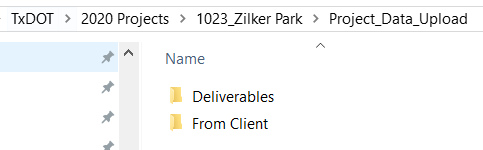 TxDOT > 2020 Projects > 1023_Zilker Park > Project_Data_Upload
Name
Deliverables
From Client